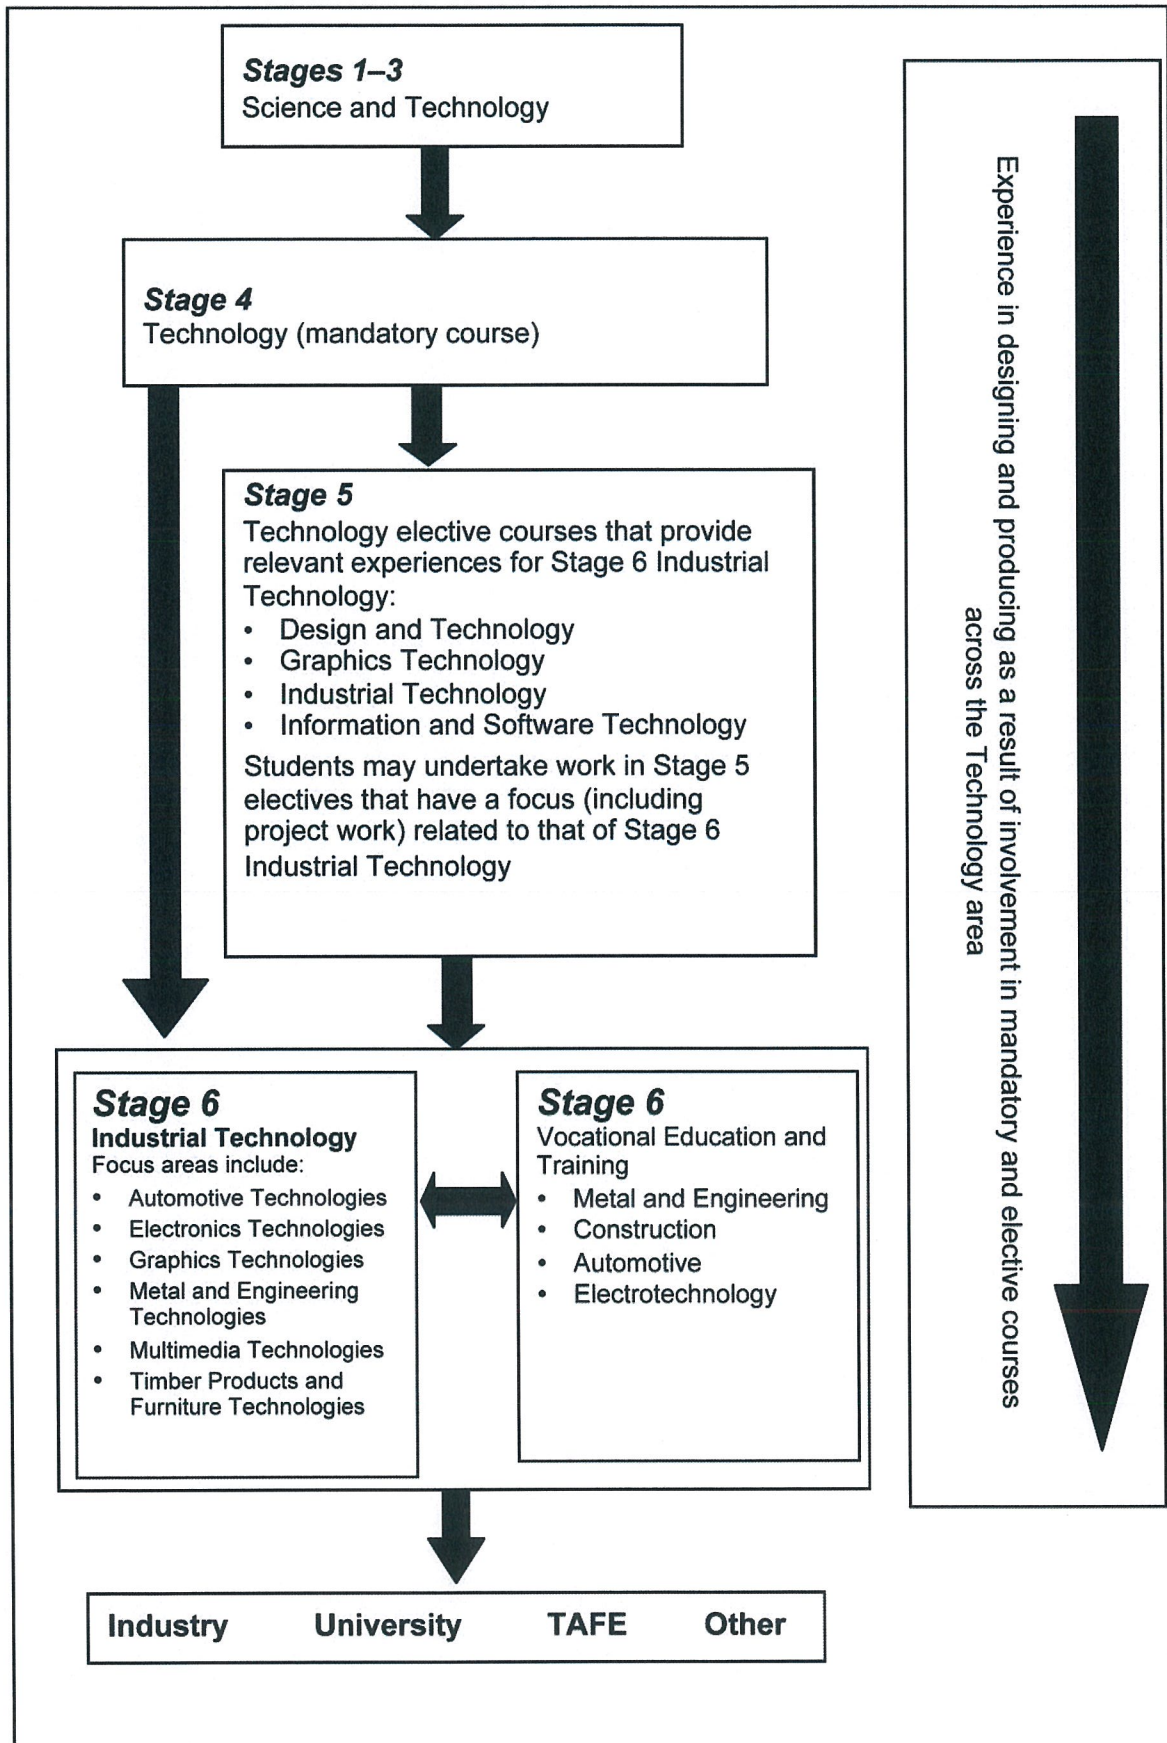 Stages 1–3
Science and Technology
Stage 4
Technology (mandatory course)
Stage 5
Technology elective courses that provide
relevant experiences for Stage 6 Industrial
Technology:
• Design and Technology
• Graphics Technology
• Industrial Technology
• Information and Software Technology
Students may undertake work in Stage 5
electives that have a focus (including
project work) related to that of Stage 6
Industrial Technology
Stage 6
Industrial Technology
Focus areas include:
• Automotive Technologies
• Electronics Technologies
• Graphics Technologies
• Metal and Engineering
Technologies
• Multimedia Technologies
• Timber Products and
Furniture Technologies
Stage 6
Vocational Education and
Training
• Metal and Engineering
• Construction
• Automotive
• Electrotechnology
Industry University TAFE Other
Experience in designing and producing as a result of involvement in mandatory and elective courses
across the Technology area